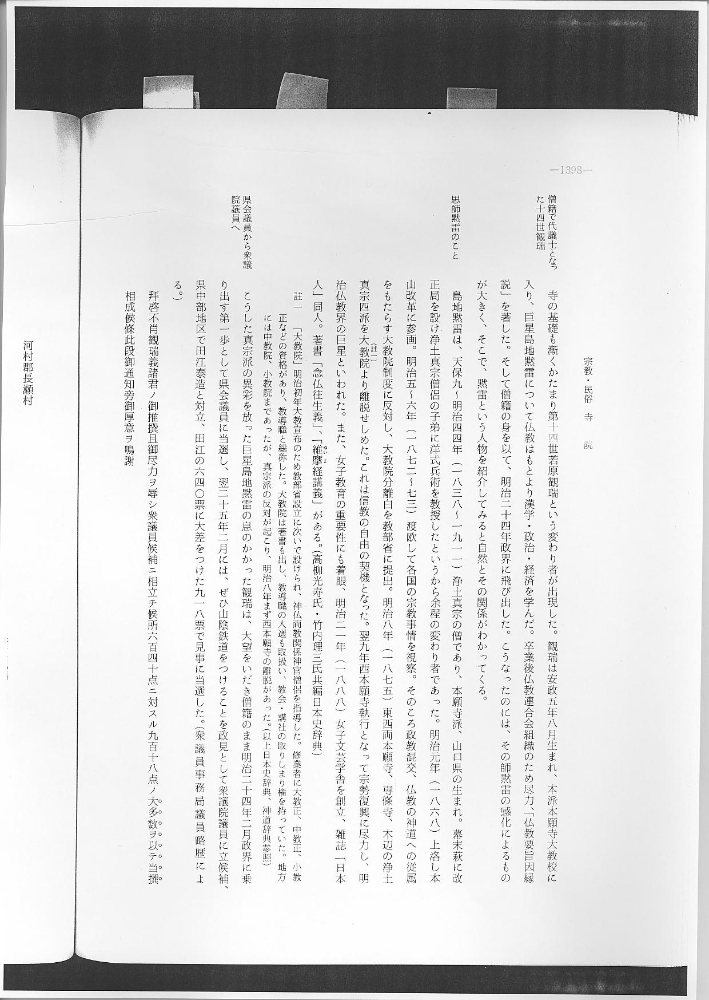 —1398—
宗教・民俗 寺 院
僧籍で代議士となっ
た十四世観瑞
寺の基礎も漸くかたまり第十四世若原観瑞という変わり者が出現した。観瑞は安政五年八月生まれ、本派本願寺大教校に
入り、巨星島地黙雷について仏教はもとより漢学・政治・経済を学んだ。卒業後仏教連合会組織のため尽力、「仏教要旨因縁
説」を著した。そして僧籍の身を以て、明治二十四年政界に飛び出した。こうなったのには、その師黙雷の感化によるもの
が大きく、そこで、黙雷という人物を紹介してみると自然とその関係がわかってくる。
思師黙雷のこと
島地黙雷は、天保九～明治四四年（一八三八～一九一一）浄土真宗の僧であり、本願寺派、山口県の生まれ。幕末萩に改
正局を設け浄土真宗僧侶の子弟に洋式兵術を教授したというから余程の変わり者であった。明治元年（一八六八）上洛し本
山改革に参画。明治五～六年（一八七二～七三）渡欧して各国の宗教事情を視察。そのころ政教混交、仏教の神道への従属
をもたらす大教院制度に反対し、大教院分離白を教部省に提出。明治八年（一八七五）東西両本願寺、専修寺、木辺の浄土
真宗四派を大教院（註一）より離脱せしめた。これは信教の自由の契機となった。翌九年西本願寺執行となって宗勢復興に尽力し、明
治仏教界の巨星といわれた。また、女子教育の重要性にも着眼、明治二一年（一八八八）女子文芸学舎を創立、雑誌「日本
人」同人。著書「念仏往生義」、「維摩経講義」がある。（高柳光寿氏・竹内理三氏共編日本史辞典）
註一 「大教院」明治初年大教宣布のため教部省設立に次いで設けられ、神仏両教関係神官僧侶を指導した。修業者に大教正、中教正、小教
正などの資格があり、教導職と総称した。大教院は著書も出し、教導職の人選も取扱い、教会・講社の取りしまり権を持っていた。地方
には中教院、小教院まであったが、真宗派の反対が起こり、明治八年まず西本願寺の離脱があった。（以上日本史辞典、神道辞典参照）
県会議員から衆議
院議員へ
こうした真宗派の異彩を放った巨星島地黙雷の息のかかった観瑞は、大望をいだき僧籍のまま明治二十四年二月政界に乗
り出す第一歩として県会議員に当選し、翌二十五年二月には、ぜひ山陰鉄道をつけることを政見として衆議院議員に立候補、
県中部地区で田江泰造と対立、田江の六四〇票に大差をつけた九一八票で見事に当選した。（衆議員事務局議員略歴によ
る。）
拝啓不肖観瑞義諸君ノ御推撰且御尽力ヲ辱シ衆議員候補ニ相立チ候所六百四十点ニ対スル九百十八点ノ大多数ヲ以テ当撰
相成候條此段御通知旁御厚意ヲ鳴謝
河村郡長瀬村